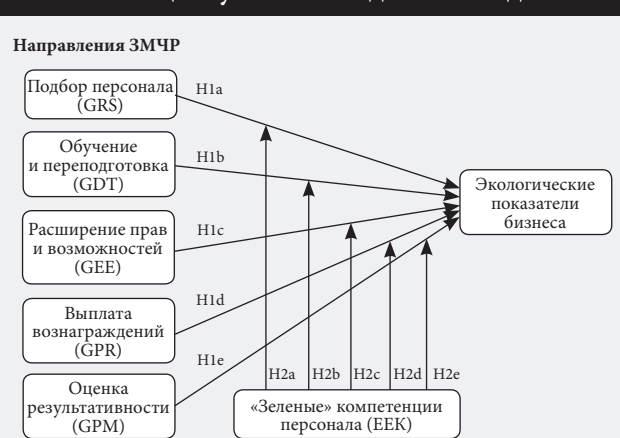 Направления ЗМЧР
Подбор персонала
(GRS)
H1a
Обучение
и переподготовка
(GDT)
H1b
Расширение прав
и возможностей
(GEE)
H1c
Выплата
вознаграждений
(GPR)
H1d
Оценка
результативности
(GPM)
H1e
Экологические
показатели
бизнеса
H2a H2b H2c H2d H2e
«Зеленые» компетенции
персонала (EEK)